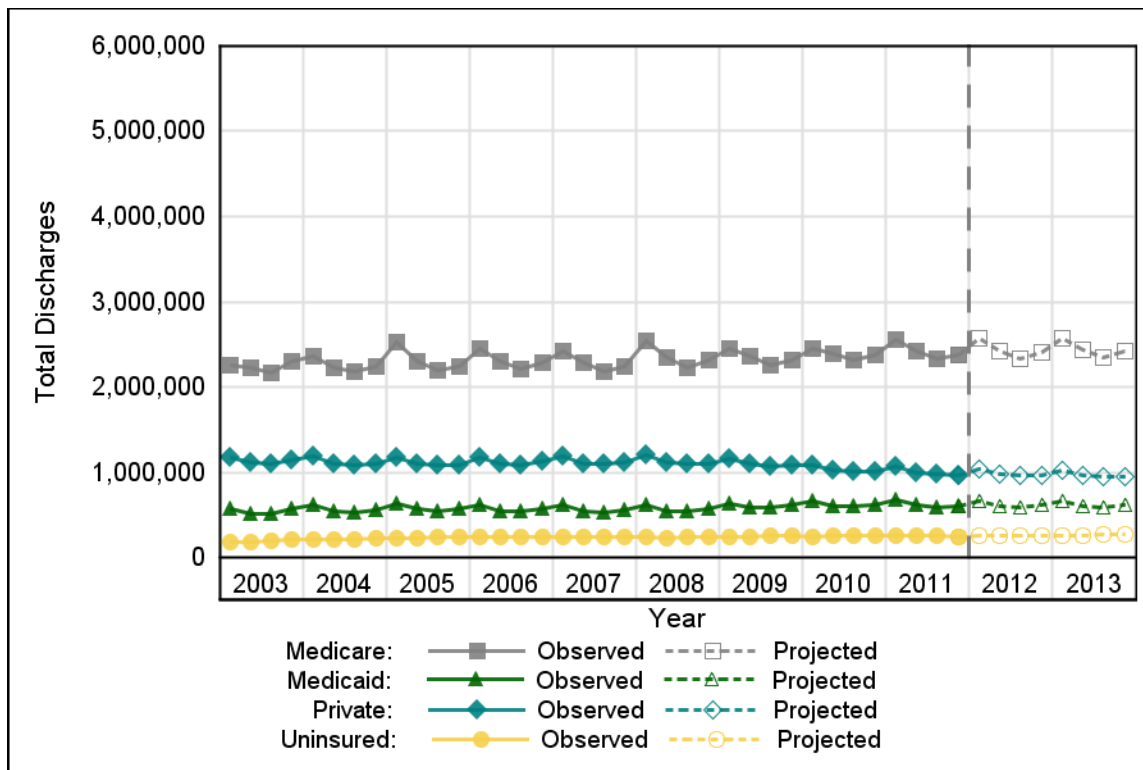 6,000,000
5,000,000
4,000,000
3,000,000
2,000,000
1,000,000
0
Total Discharges
2003 2004 2005 2006 2007 2008 2009 2010 2011 2012 2013
Year
Medicare: Observed Projected
Medicaid: Observed Projected
Private: Observed Projected
Uninsured: Observed Projected